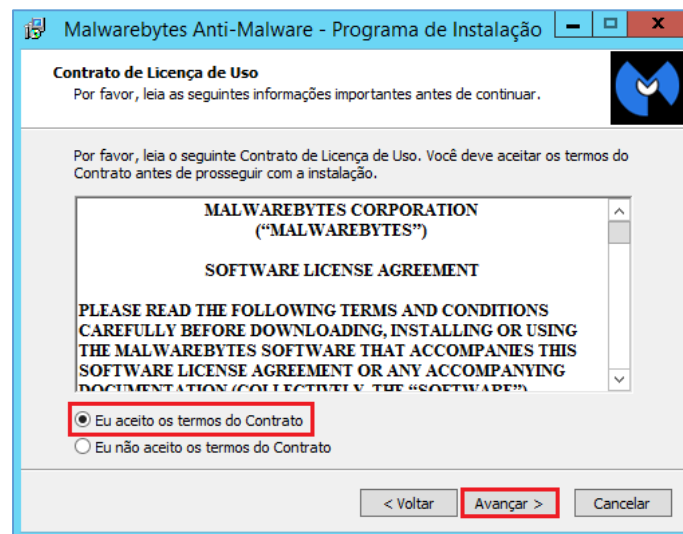 Malwarebytes Anti-Malware - Programa de Instalação
Contrato de Licença de Uso
Por favor, leia as seguintes informações importantes antes de continuar.
Por favor, leia o seguinte Contrato de Licença de Uso. Você deve aceitar os termos do
Contrato antes de prosseguir com a instalação.
MALWAREBYTES CORPORATION
(“MALWAREBYTES”)
SOFTWARE LICENSE AGREEMENT
PLEASE READ THE FOLLOWING TERMS AND CONDITIONS
CAREFULLY BEFORE DOWNLOADING, INSTALLING OR USING
THE MALWAREBYTES SOFTWARE THAT ACCOMPANIES THIS
SOFTWARE LICENSE AGREEMENT OR ANY ACCOMPANYING
DOCUMENTATION (COLLECTIVELY, THE “SOFTWARE”)
Eu aceito os termos do Contrato
Eu não aceito os termos do Contrato
< Voltar
Avançar >
Cancelar